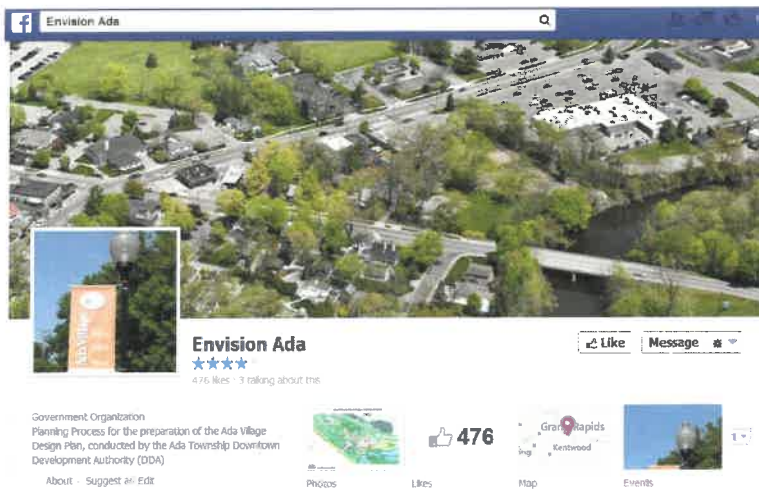 Envision Ada
Envision Ada
476 likes · 3 talking about this
Like
Message
Government Organization
Planning Process for the preparation of the Ada Village
Design Plan, conducted by the Ada Township Downtown
Development Authority (DDA)
About · Suggest an Edit
Photos
476
Likes
Grand Rapids
ing
Kentwood
Map
Events
1